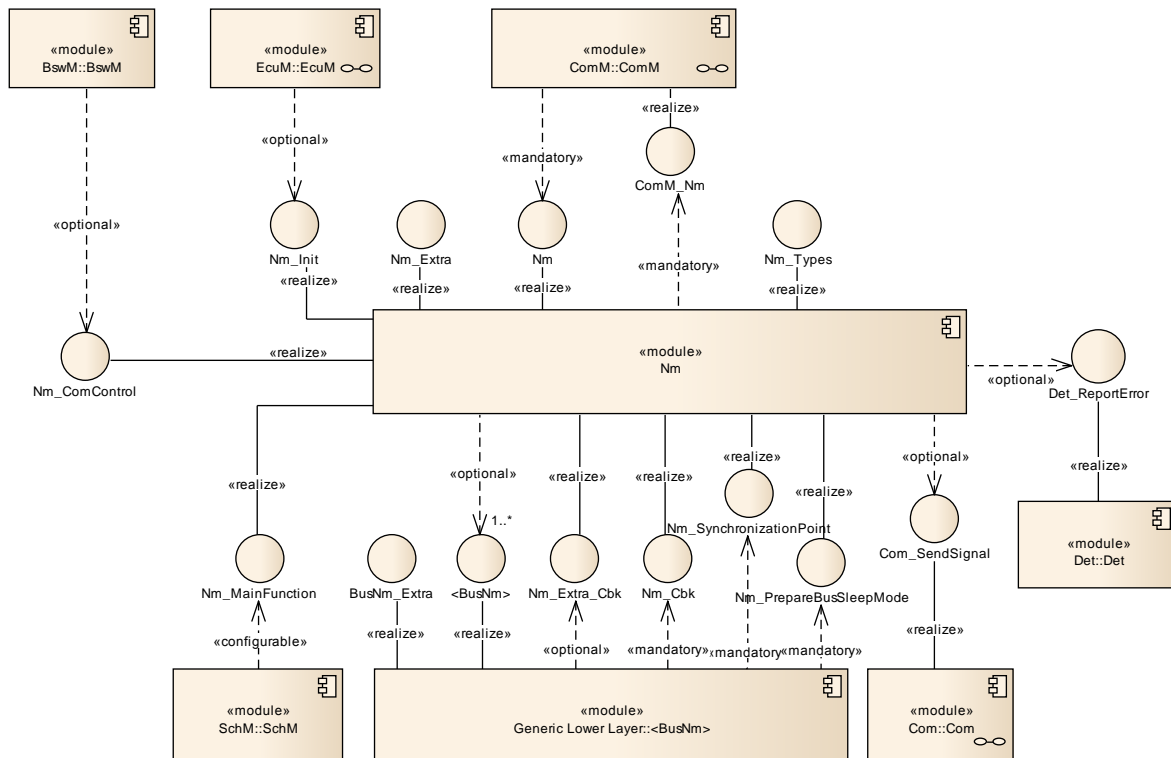 «module»
BswM::BswM
«module»
EcuM::EcuM
«module»
ComM::ComM
«realize»
«optional»
«mandatory»
ComM_Nm
«optional»
Nm_Init
Nm_Extra
Nm
«mandatory»
Nm_Types
«realize»
«realize»
«realize»
«realize»
«realize»
«module»
Nm
Nm_ComControl
«optional»
Det_ReportError
«realize»
«optional»
«realize»
«realize»
«realize»
«realize»
«optional»
«realize»
1..*
Nm_SynchronizationPoint
Com_SendSignal
«module»
Det::Det
Nm_MainFunction
BusNm_Extra
<BusNm>
Nm_Extra_Cbk
Nm_Cbk
Nm_PrepareBusSleepMode
«configurable»
«realize»
«realize»
«optional»
«mandatory»
«mandatory»
«mandatory»
«realize»
«module»
SchM::SchM
«module»
Generic Lower Layer::<BusNm>
«module»
Com::Com